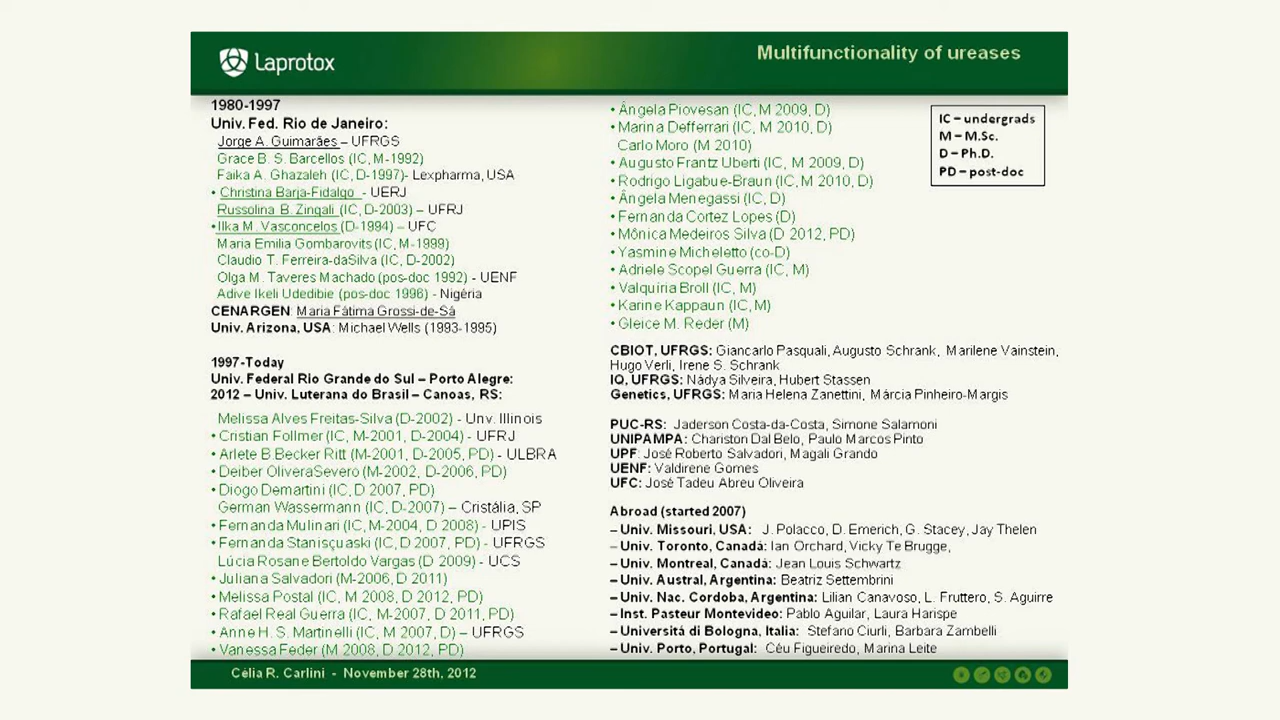 Laprotox
Multifunctionality of ureases
1980-1997
Univ. Fed. Rio de Janeiro:
Jorge A. Guimarães – UFRGS
Grace B. S. Barcellos (IC, M-1992)
Faika A. Ghazaleh (IC, D-1997)- Lexpharma, USA
• Christina Barja-Fidalgo - UERJ
Russolina B. Zingali (IC, D-2003) – UFRJ
•Ilka M. Vasconcelos (D-1994) – UFC
Maria Emilia Gombarovits (IC, M-1999)
Claudio T. Ferreira-daSilva (IC, D-2002)
Olga M. Taveres Machado (pos-doc 1992) - UENF
Adive Ikeli Udedibie (pos-doc 1996) - Nigéria
CENARGEN: Maria Fátima Grossi-de-Sá
Univ. Arizona, USA: Michael Wells (1993-1995)
1997-Today
Univ. Federal Rio Grande do Sul – Porto Alegre:
2012 – Univ. Luterana do Brasil – Canoas, RS:
Melissa Alves Freitas-Silva (D-2002) - Unv. Illinois
• Cristian Follmer (IC, M-2001, D-2004) - UFRJ
• Arlete B.Becker Ritt (M-2001, D-2005, PD) - ULBRA
• Deiber OliveraSevero (M-2002, D-2006, PD)
• Diogo Demartini (IC, D 2007, PD)
German Wassermann (IC, D-2007) – Cristália, SP
• Fernanda Mulinari (IC, M-2004, D 2008) - UPIS
• Fernanda Stanisçuaski (IC, D 2007, PD) - UFRGS
Lúcia Rosane Bertoldo Vargas (D 2009) - UCS
• Juliana Salvadori (M-2006, D 2011)
• Melissa Postal (IC, M 2008, D 2012, PD)
• Rafael Real Guerra (IC, M-2007, D 2011, PD)
• Anne H. S. Martinelli (IC, M 2007, D) – UFRGS
• Vanessa Feder (M 2008, D 2012, PD)
• Ângela Piovesan (IC, M 2009, D)
• Marina Defferrari (IC, M 2010, D)
Carlo Moro (M 2010)
• Augusto Frantz Uberti (IC, M 2009, D)
• Rodrigo Ligabue-Braun (IC, M 2010, D)
• Ângela Menegassi (IC, D)
• Fernanda Cortez Lopes (D)
• Mônica Medeiros Silva (D 2012, PD)
• Yasmine Micheletto (co-D)
• Adriele Scopel Guerra (IC, M)
• Valquíria Broll (IC, M)
• Karine Kappaun (IC, M)
• Gleice M. Reder (M)
IC – undergrads
M – M.Sc.
D – Ph.D.
PD – post-doc
CBIOT, UFRGS: Giancarlo Pasquali, Augusto Schrank, Marilene Vainstein,
Hugo Verli, Irene S. Schrank
IQ, UFRGS: Nádya Silveira, Hubert Stassen
Genetics, UFRGS: Maria Helena Zanettini, Márcia Pinheiro-Margis
PUC-RS: Jaderson Costa-da-Costa, Simone Salamoni
UNIPAMPA: Chariston Dal Belo, Paulo Marcos Pinto
UPF: José Roberto Salvadori, Magali Grando
UENF: Valdirene Gomes
UFC: José Tadeu Abreu Oliveira
Abroad (started 2007)
– Univ. Missouri, USA: J. Polacco, D. Emerich, G. Stacey, Jay Thelen
– Univ. Toronto, Canadá: Ian Orchard, Vicky Te Brugge,
– Univ. Montreal, Canadá: Jean Louis Schwartz
– Univ. Austral, Argentina: Beatriz Settembrini
– Univ. Nac. Cordoba, Argentina: Lilian Canavoso, L. Fruttero, S. Aguirre
– Inst. Pasteur Montevideo: Pablo Aguilar, Laura Harispe
– Universitá di Bologna, Italia: Stefano Ciurli, Barbara Zambelli
– Univ. Porto, Portugal: Céu Figueiredo, Marina Leite
Célia R. Carlini - November 28th, 2012